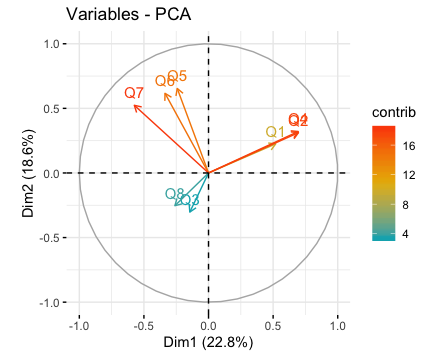 Variables - PCA
1.0
0.5
0.0
-0.5
-1.0
Dim2 (18.6%)
Q7
Q6
Q5
Q1
Q2
Q8
Q3
-1.0
-0.5
0.0
0.5
1.0
Dim1 (22.8%)
contrib
16
12
8
4